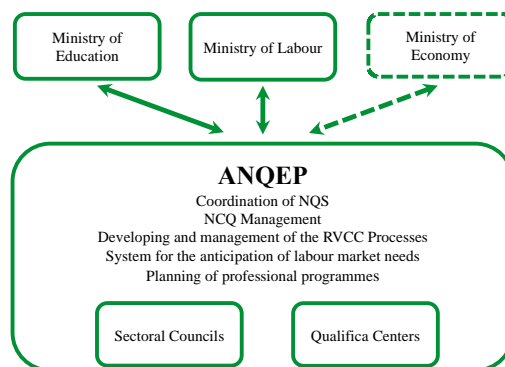 Ministry of
Education
Ministry of Labour
Ministry of
Economy
ANQEP
Coordination of NQS
NCQ Management
Developing and management of the RVCC Processes
System for the anticipation of labour market needs
Planning of professional programmes
Sectoral Councils
Qualifica Centers